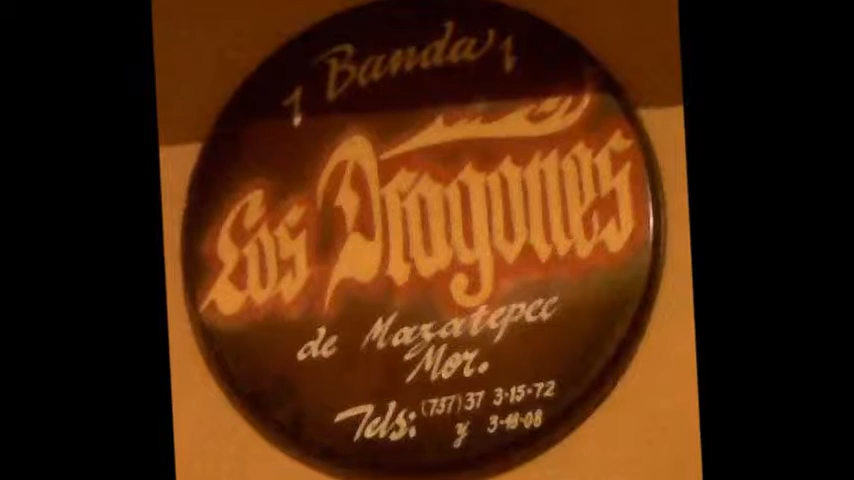 Banda
Los Dragones
de Mazatepec
Mor.
Tels: (737) 37 3-15-72
y 3-18-08